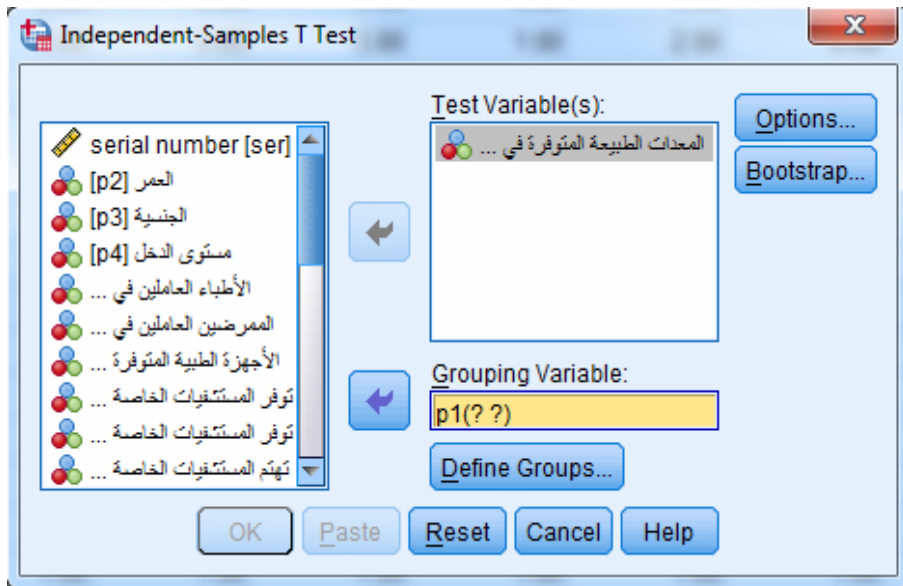 Independent-Samples T Test
serial number [ser]
العمر [p2]
الجنسية [p3]
مستوى الدخل [p4]
الأطباء العاملين في ...
الممرضين العاملين في ...
الأجهزة الطبية المتوفرة ...
توفر المستشفيات الخاصة ...
توفر المستشفيات الخاصة ...
تهتم المستشفيات الخاصة ...
Test Variable(s):
المعدات الطبيعة المتوفرة في ...
Grouping Variable:
p1(? ?)
Define Groups...
Options...
Bootstrap...
OK
Paste
Reset
Cancel
Help